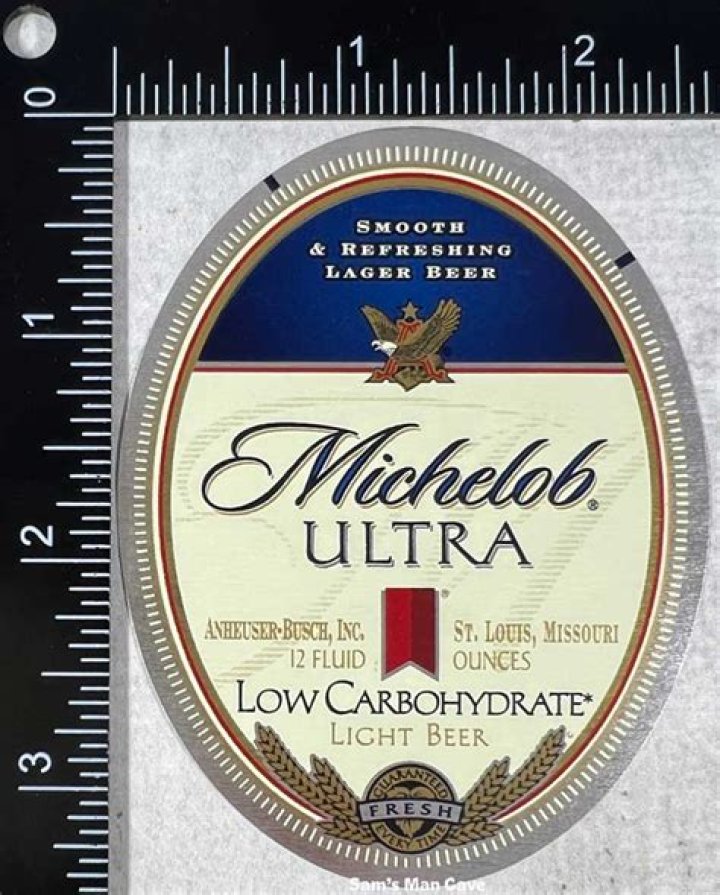 0
1
2
1
2
3
SMOOTH
& REFRESHING
LAGER BEER
Michelob®
ULTRA
ANHEUSER-BUSCH, INC. ST. LOUIS, MISSOURI
12 FLUID OUNCES
LOW CARBOHYDRATE*
LIGHT BEER
GUARANTEED
FRESH
EVERY TIME
Sam's Man Cave